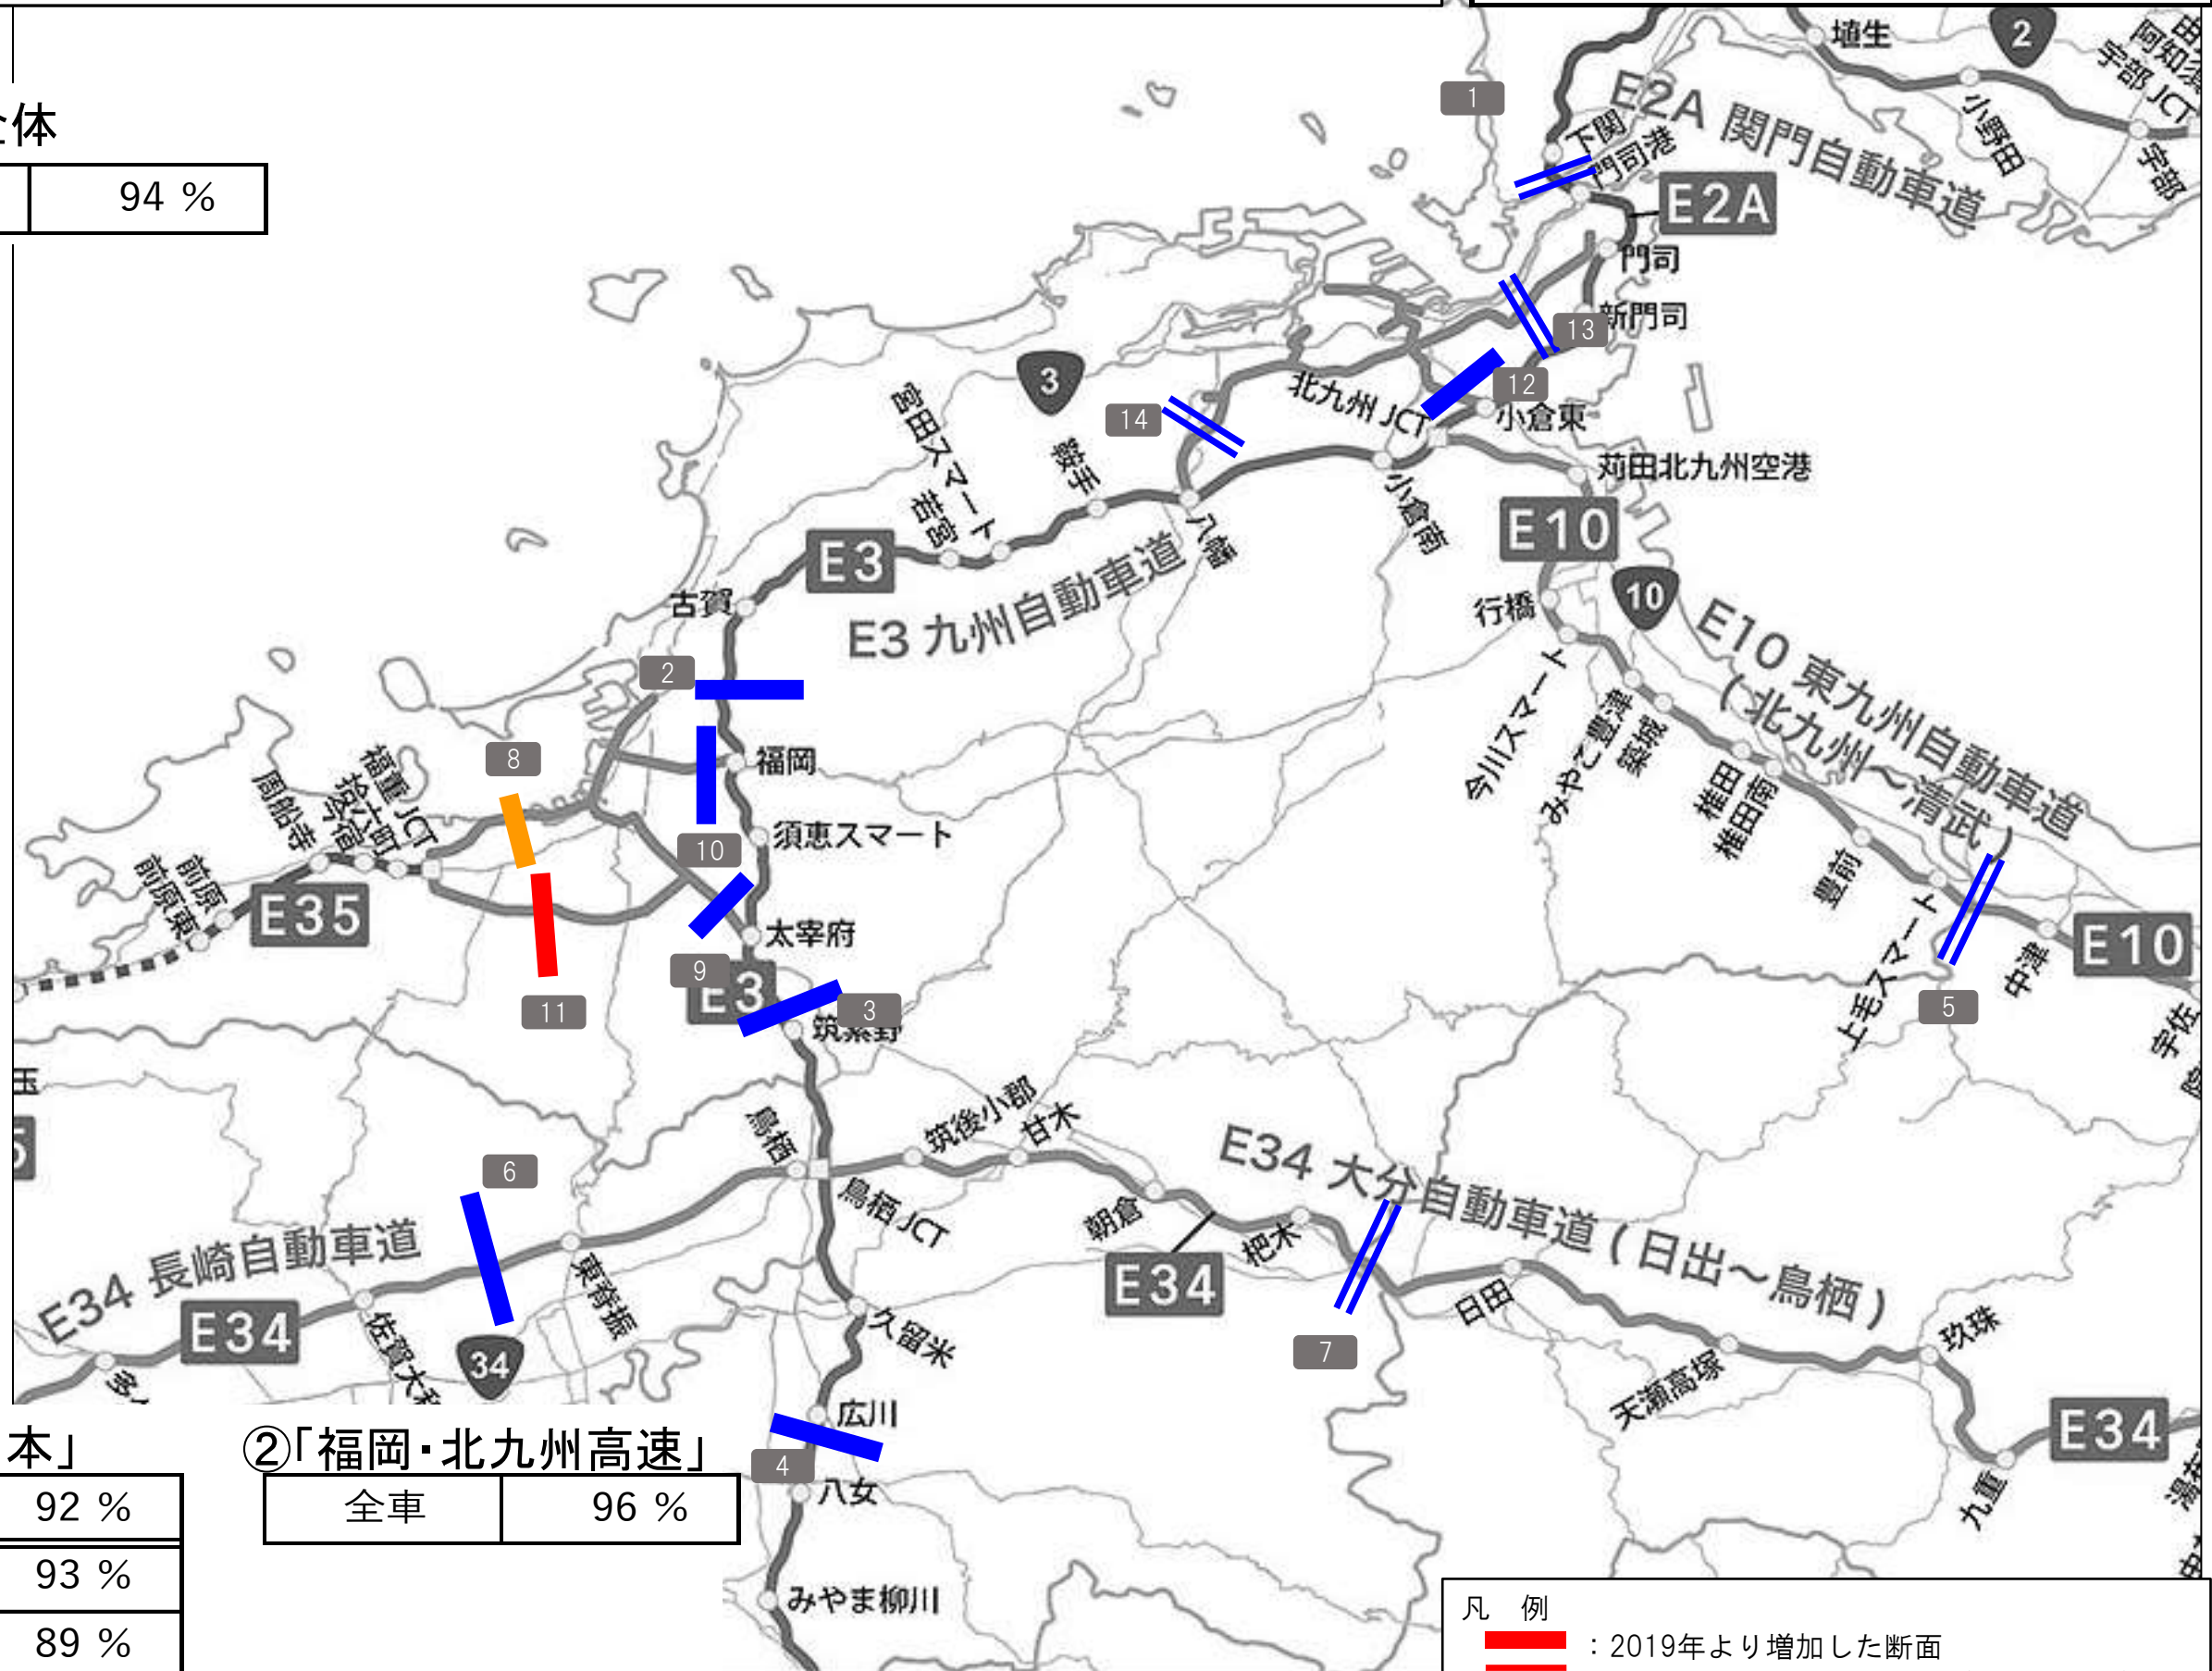 全体
94 %
1
2
埴生
宇部 JCT
小野田
宇部
E2A 関門自動車道
下関
門司港
E2A
門司
新門司
13
12
3
14
北九州 JCT
小倉東
苅田北九州空港
小倉南
宮田スマート
若宮
鞍手
八幡
E3
E3 九州自動車道
古賀
E10
行橋
10
E10 東九州自動車道
(北九州～清武)
今川スマート
みやこ豊津
築城
椎田
椎田南
豊前
上毛スマート
中津
E10
宇佐
5
2
福岡
8
須恵スマート
10
福重 JCT
拾六町
今宿
周船寺
前原
前原東
E35
太宰府
9
E3
3
筑紫野
11
鳥栖
筑後小郡
甘木
鳥栖 JCT
朝倉
杷木
E34 大分自動車道 (日出～鳥栖)
E34
日田
天瀬高塚
玖珠
九重
E34
7
6
E34 長崎自動車道
E34
東脊振
佐賀大和
34
久留米
広川
4
八女
みやま柳川
本」
92 %
93 %
89 %
②「福岡・北九州高速」
全車 96 %
凡 例
：2019年より増加した断面